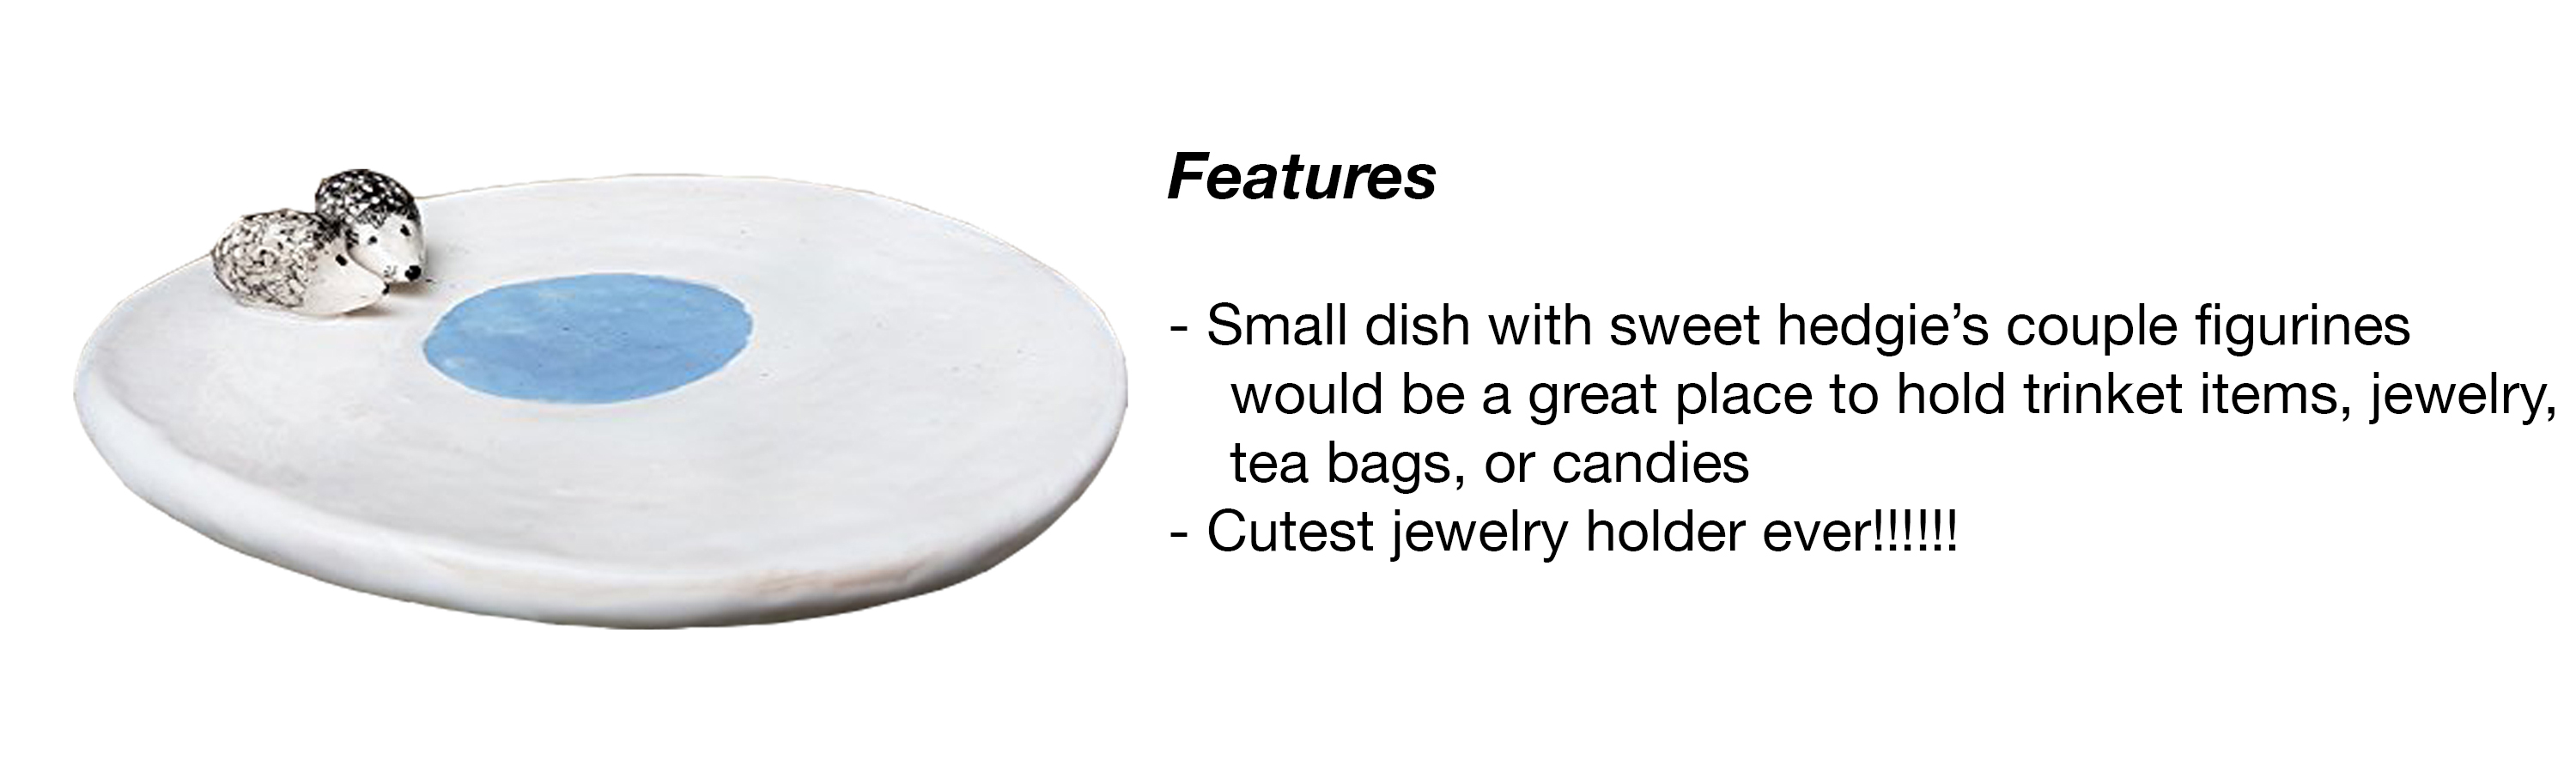 Features
- Small dish with sweet hedgie’s couple figurines
would be a great place to hold trinket items, jewelry,
tea bags, or candies
- Cutest jewelry holder ever!!!!!!